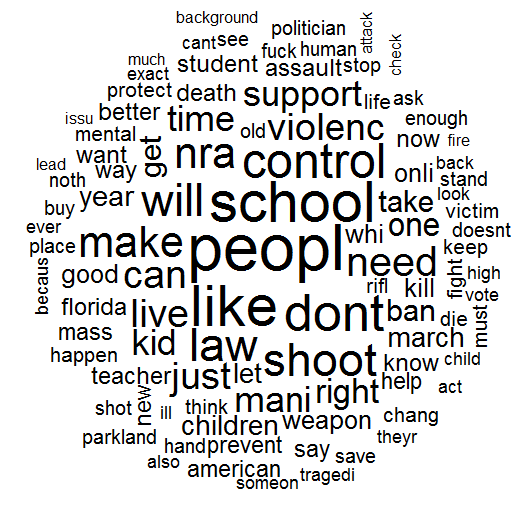 background
politician
attack
cant see
fuck human
check
much
student
assault stop
exact
protect death
support life ask
issu better time
old violenc
enough
mental
get nra control now fire
want
lead
way
onli back
noth
stand
year will school take look
buy
one victim
ever
make peopl whi
doesnt
place
need keep
good can
rifl kill fight high
becaus
florida live like dont ban vote
die must
mass
kid law
march
happen
shoot know child
teacher just let
help act
new
mani right
shot
ill think
weapon chang
children
parkland
hand prevent say theyr
also
save
american
someon tragedi